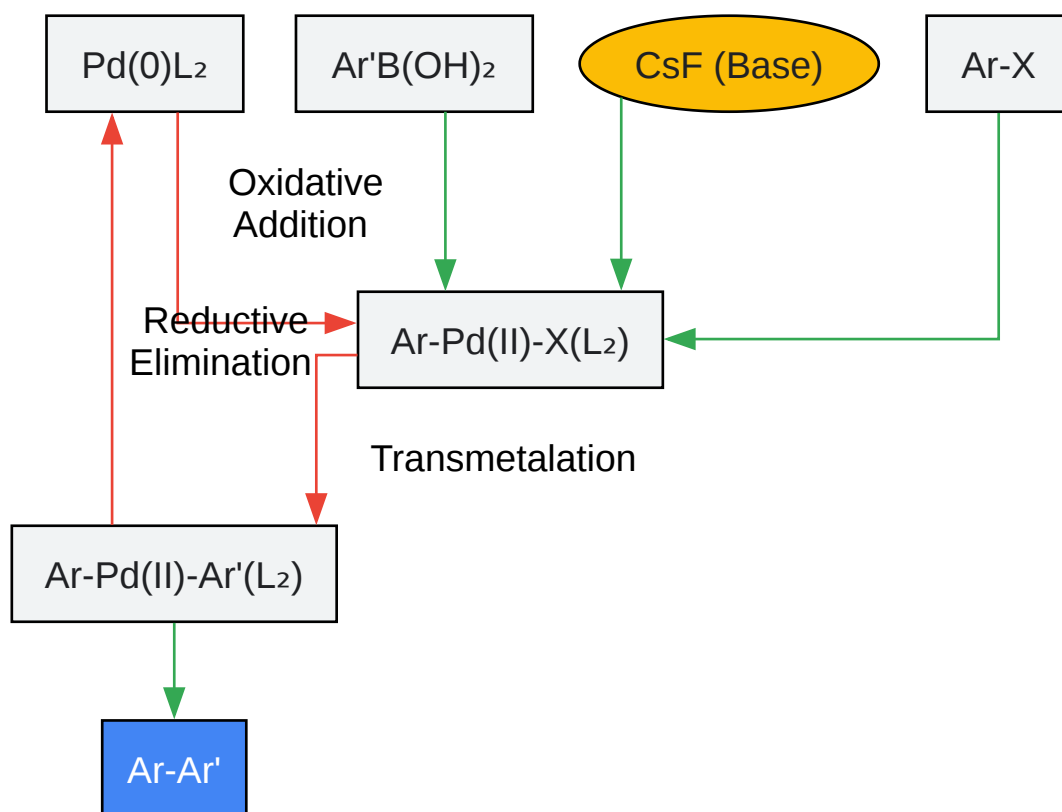 Pd(0)L₂
Ar'B(OH)₂
CsF (Base)
Ar-X
Oxidative
Addition
Reductive
Elimination
Ar-Pd(II)-X(L₂)
Transmetalation
Ar-Pd(II)-Ar'(L₂)
Ar-Ar'